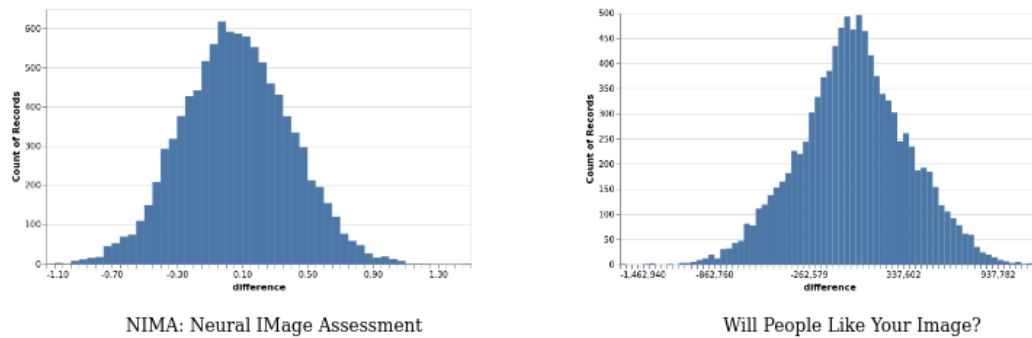 Count of Records
600
500
400
300
200
100
0
-1.10 -0.70 -0.30 0.10 0.50 0.90 1.30
difference
NIMA: Neural IMage Assessment
Count of Records
500
450
400
350
300
250
200
150
100
50
0
-1,462,940 -862,760 -262,579 337,602 937,782
difference
Will People Like Your Image?